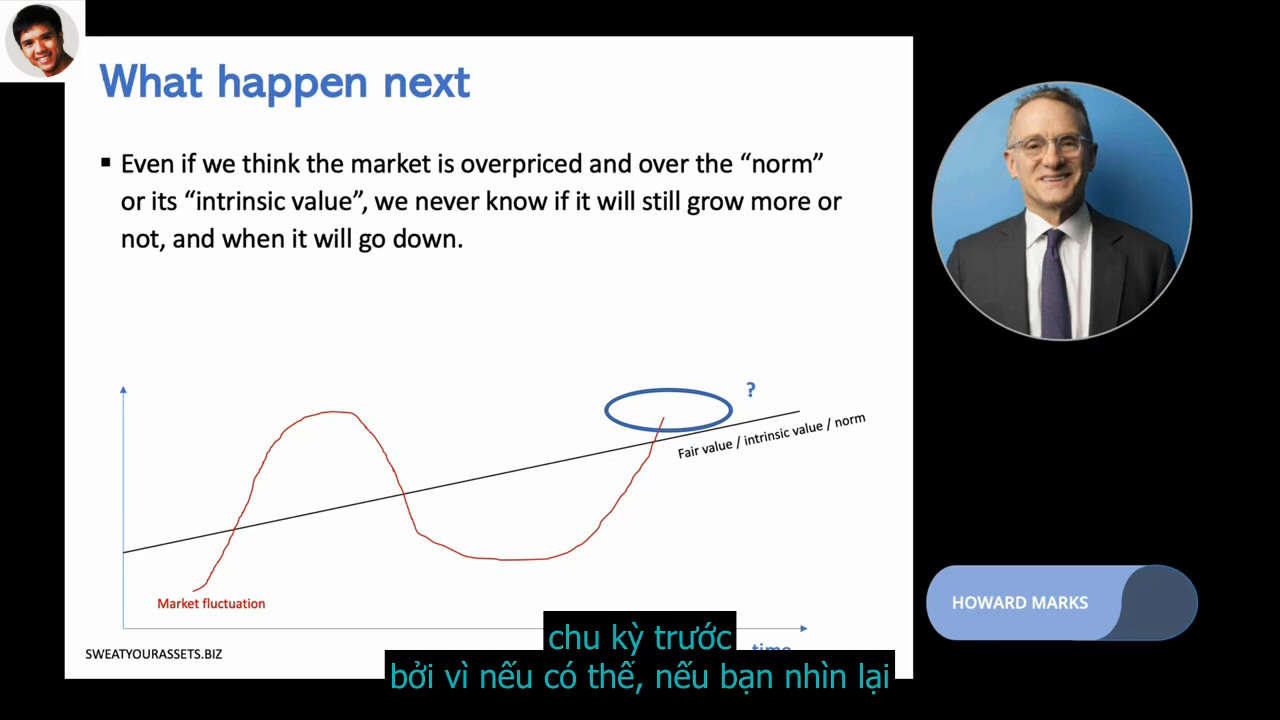 What happen next
▪ Even if we think the market is overpriced and over the “norm”
or its “intrinsic value”, we never know if it will still grow more or
not, and when it will go down.
?
Fair value / intrinsic value / norm
Market fluctuation
HOWARD MARKS
time
SWEATYOURASSETS.BIZ
chu kỳ trước
bởi vì nếu có thế, nếu bạn nhìn lại